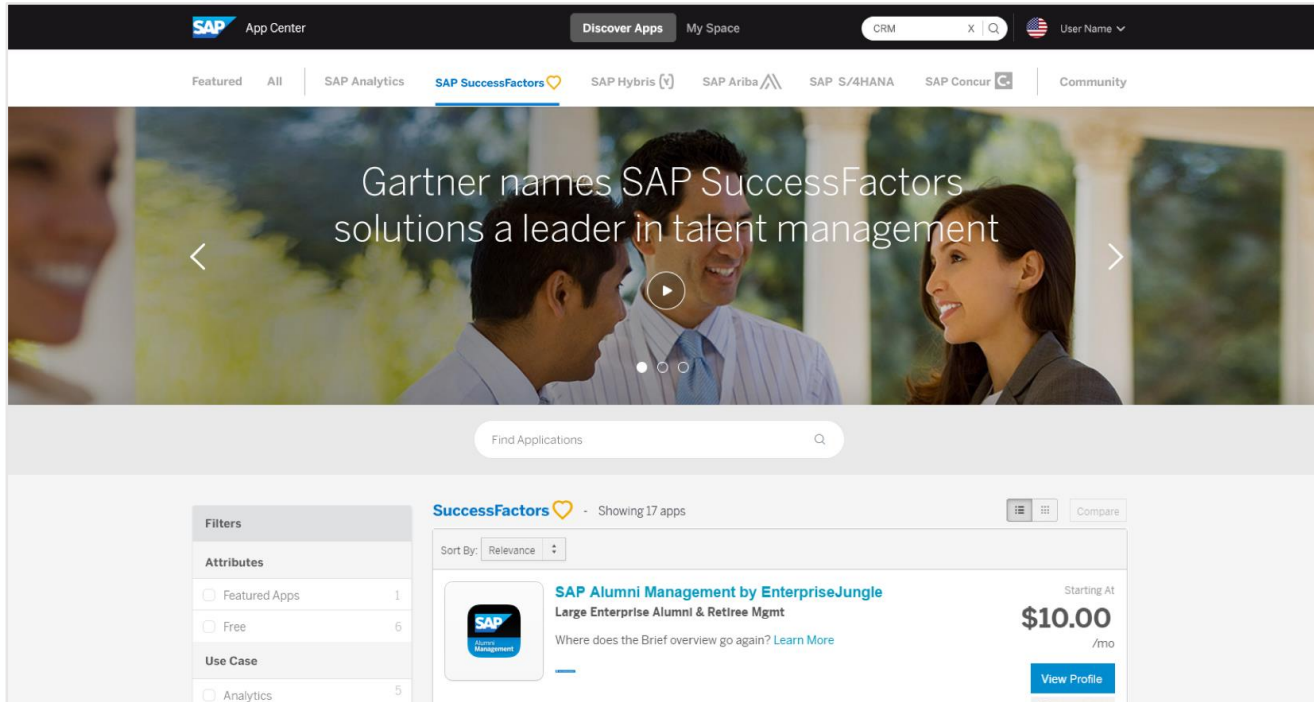 SAP App Center
Discover Apps My Space
CRM X
User Name
Featured All SAP Analytics SAP SuccessFactors SAP Hybris SAP Ariba SAP S/4HANA SAP Concur C. Community
Gartner names SAP SuccessFactors
solutions a leader in talent management
Find Applications
Filters
Attributes
Featured Apps 1
Free 6
Use Case
Analytics 5
SuccessFactors - Showing 17 apps
Compare
Sort By: Relevance
SAP
Alumni
Management
SAP Alumni Management by EnterpriseJungle
Large Enterprise Alumni & Retiree Mgmt
Where does the Brief overview go again? Learn More
Starting At
$10.00
/mo
View Profile